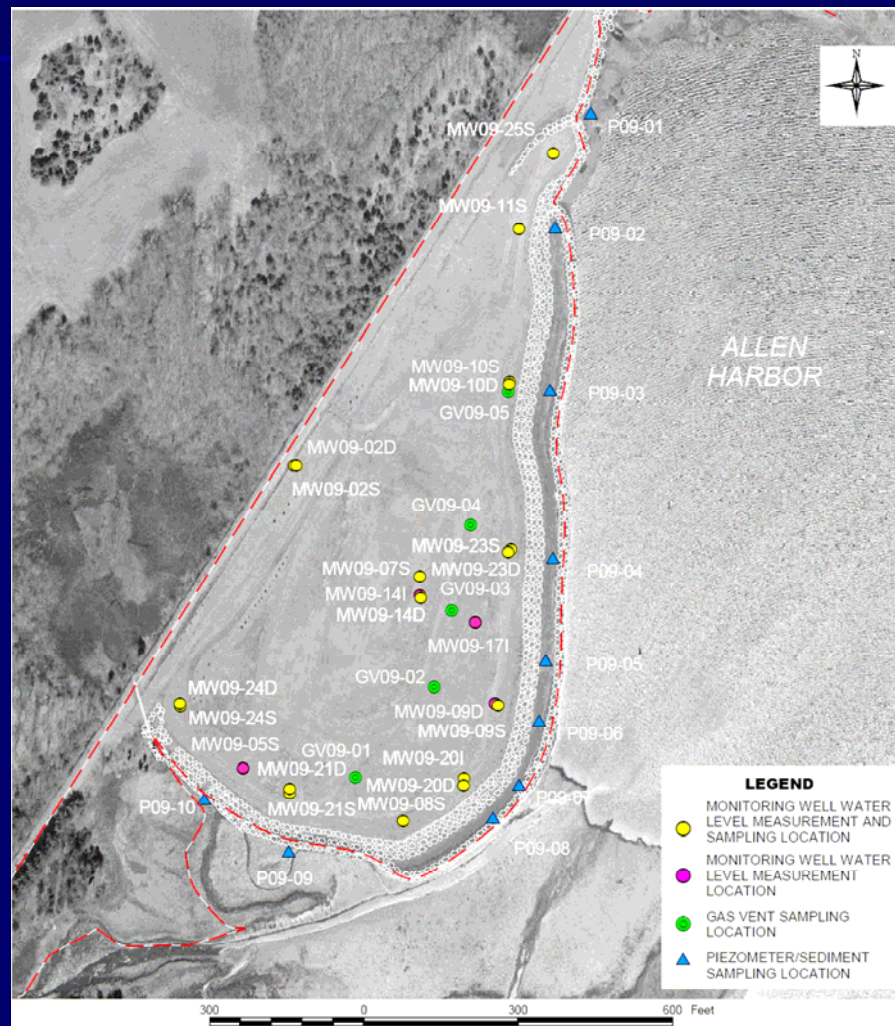 N
MW09-25S
P09-01
MW09-11S
P09-02
ALLEN
HARBOR
MW09-10S
MW09-10D
P09-03
GV09-05
MW09-02D
MW09-02S
GV09-04
MW09-23S
MW09-07S
MW09-23D
P09-04
MW09-14I
GV09-03
MW09-14D
MW09-17I
P09-05
GV09-02
MW09-24D
MW09-09D
MW09-24S
MW09-09S
P09-06
MW09-05S
GV09-01
MW09-20I
MW09-21D
MW09-20D
P09-10
MW09-21S
MW09-08S
P09-07
P09-08
P09-09
LEGEND
MONITORING WELL WATER
LEVEL MEASUREMENT AND
SAMPLING LOCATION
MONITORING WELL WATER
LEVEL MEASUREMENT
LOCATION
GAS VENT SAMPLING
LOCATION
PIEZOMETER/SEDIMENT
SAMPLING LOCATION
300 0 300 600 Feet